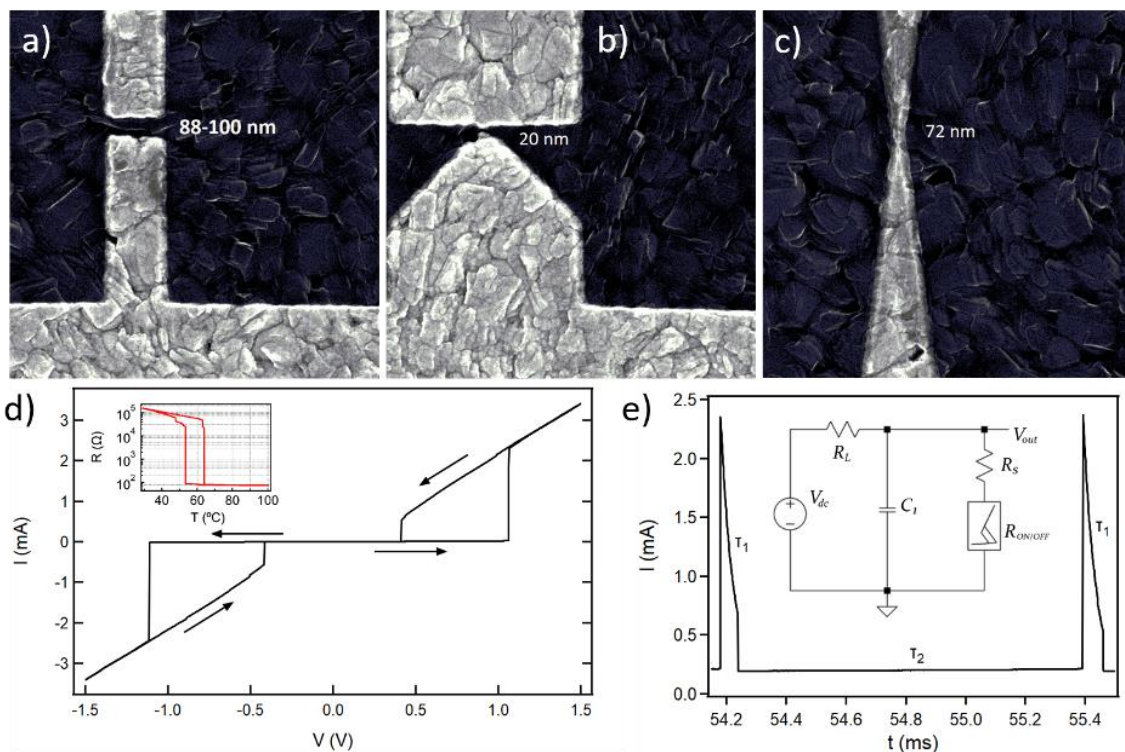 a)
88-100 nm
b)
20 nm
c)
72 nm
d)
I (mA)
3
2
1
0
-1
-2
-3
-1.5 -1.0 -0.5 0.0 0.5 1.0 1.5
V (V)
R (Ω)
10⁵
10⁴
10³
10²
40 60 80 100
T (ºC)
e)
I (mA)
2.5
2.0
1.5
1.0
0.5
0.0
54.2 54.4 54.6 54.8 55.0 55.2 55.4
t (ms)
τ₁
τ₂
τ₁
R_L
V_out
R_S
V_dc
C_1
R_ON/OFF